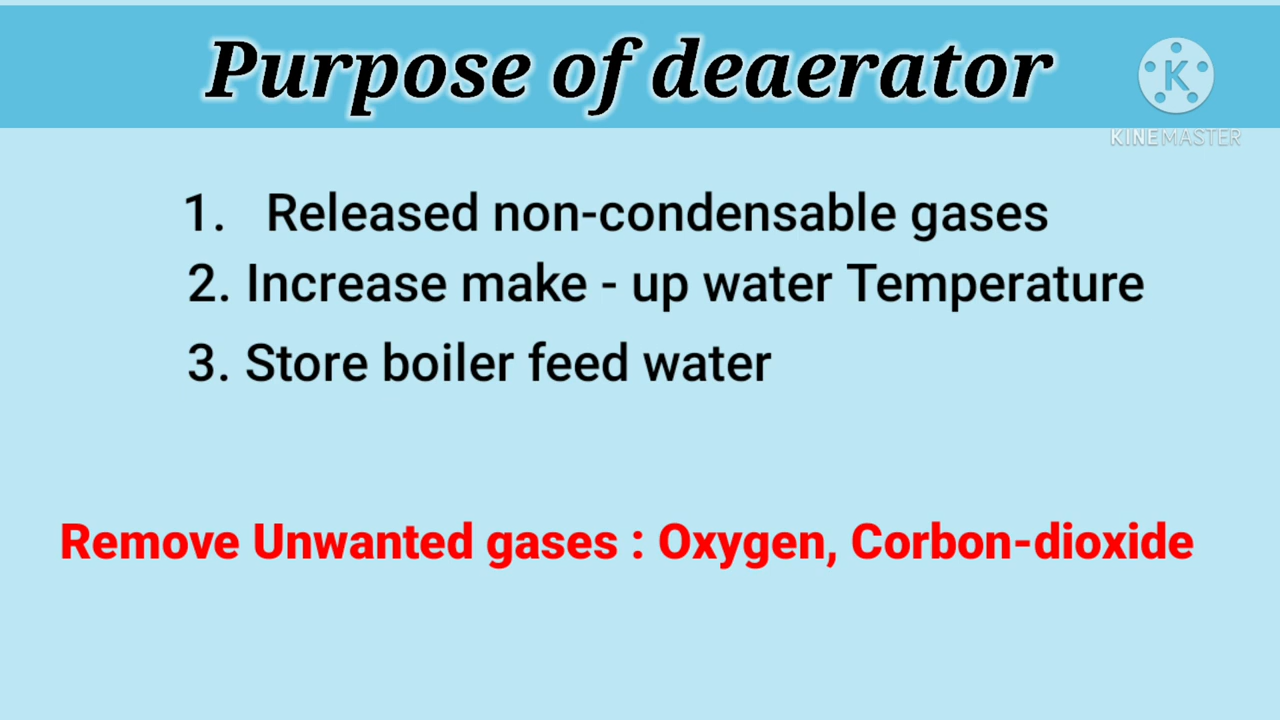 Purpose of deaerator
K
KINEMASTER
1. Released non-condensable gases
2. Increase make - up water Temperature
3. Store boiler feed water
Remove Unwanted gases : Oxygen, Corbon-dioxide